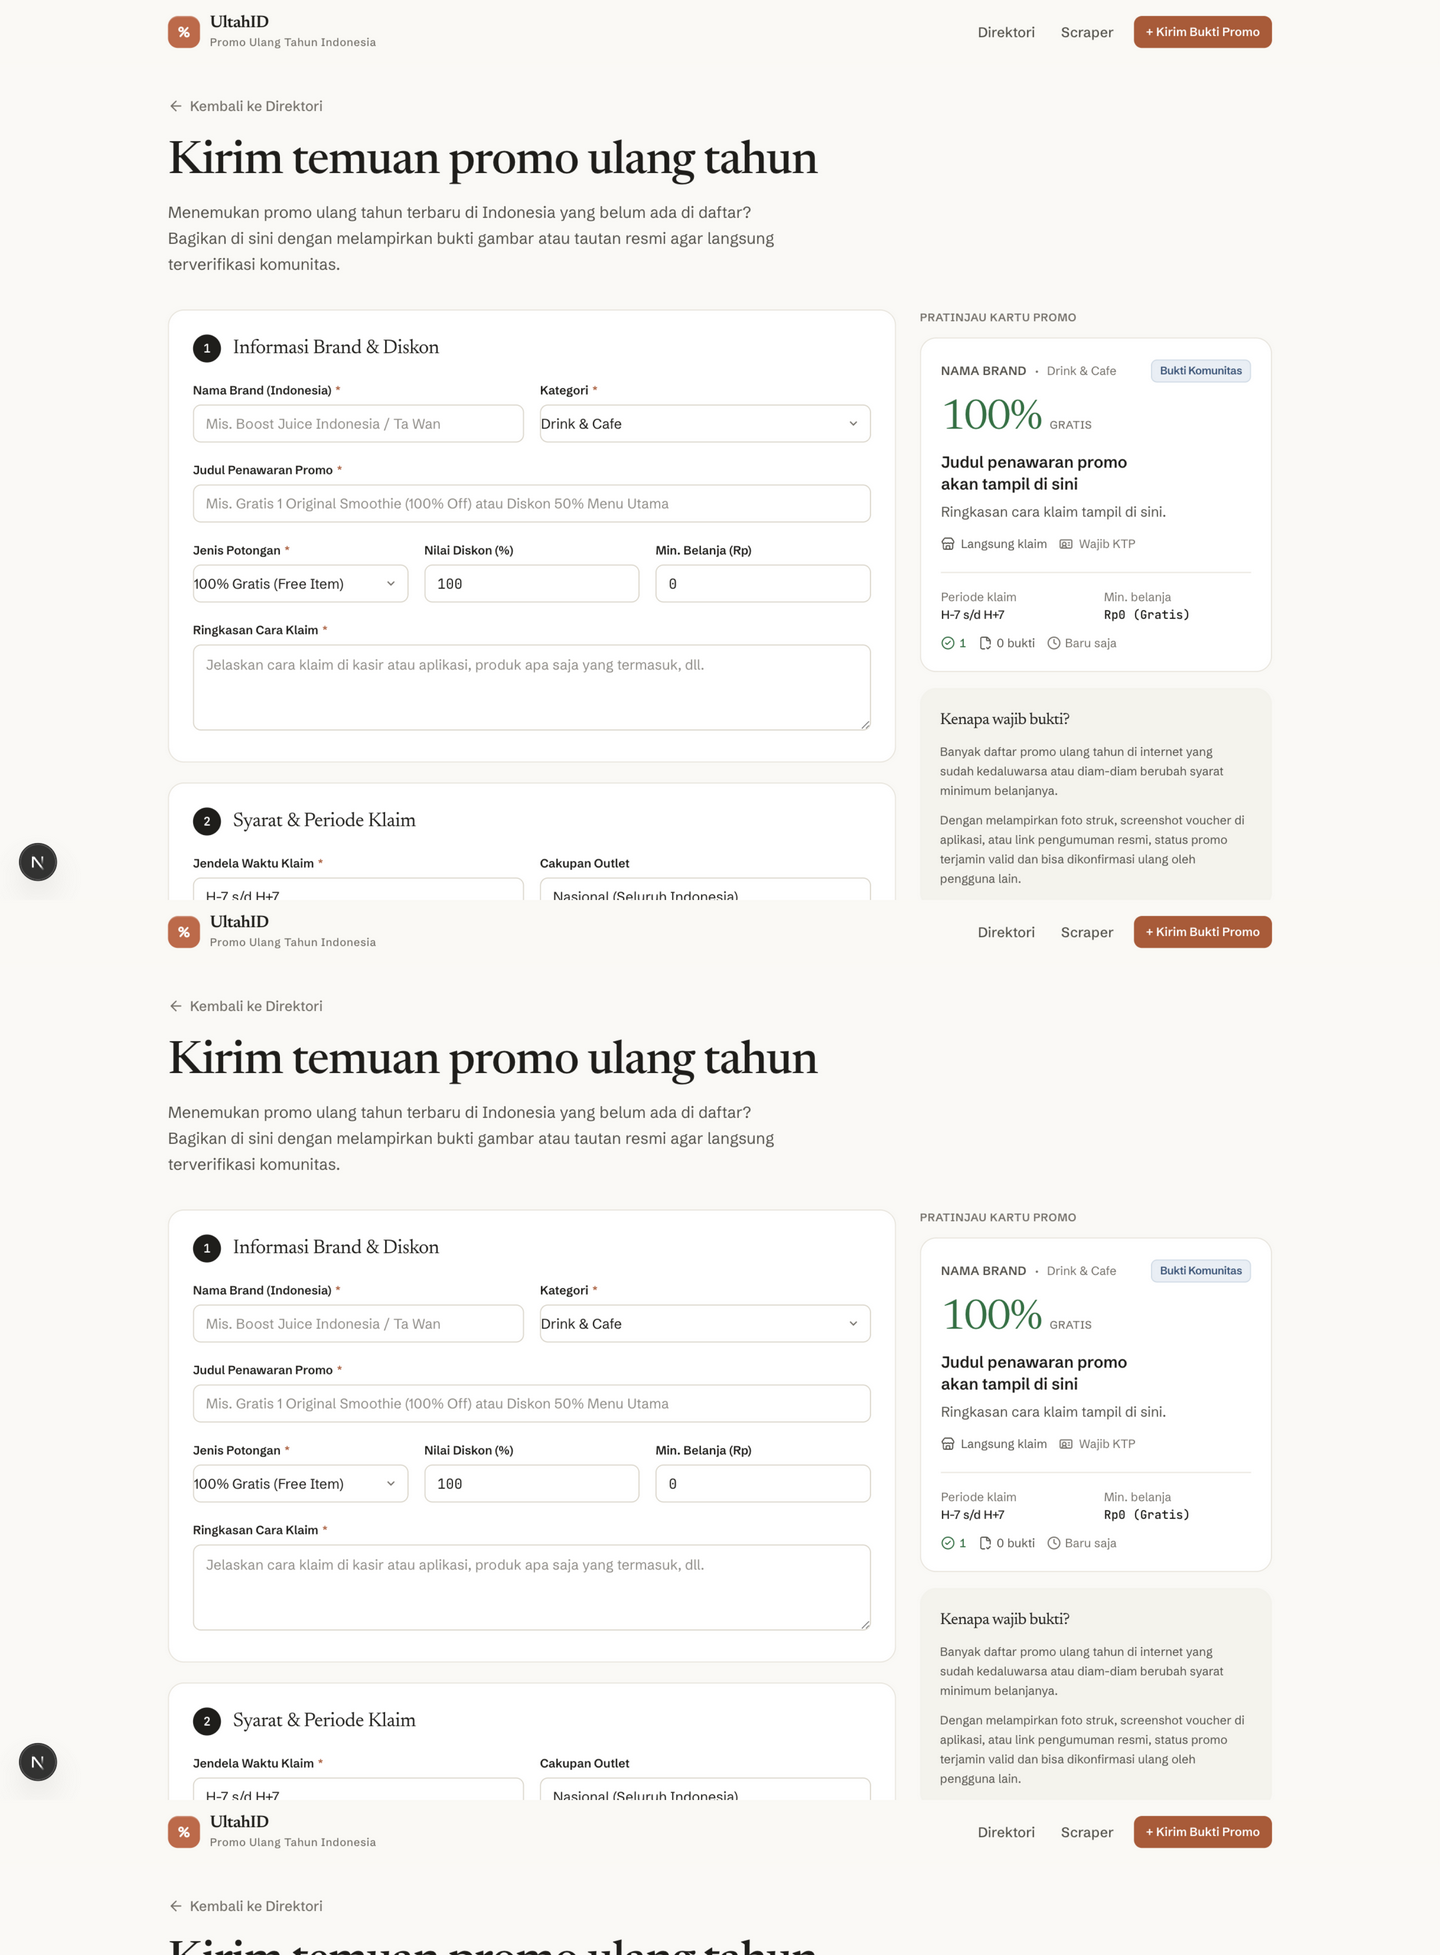 %
UltahID
Promo Ulang Tahun Indonesia
Direktori
Scraper
+ Kirim Bukti Promo
← Kembali ke Direktori
Kirim temuan promo ulang tahun
Menemukan promo ulang tahun terbaru di Indonesia yang belum ada di daftar?
Bagikan di sini dengan melampirkan bukti gambar atau tautan resmi agar langsung
terverifikasi komunitas.
1 Informasi Brand & Diskon
Nama Brand (Indonesia) *
Mis. Boost Juice Indonesia / Ta Wan
Kategori *
Drink & Cafe
Judul Penawaran Promo *
Mis. Gratis 1 Original Smoothie (100% Off) atau Diskon 50% Menu Utama
Jenis Potongan *
100% Gratis (Free Item)
Nilai Diskon (%)
100
Min. Belanja (Rp)
0
Ringkasan Cara Klaim *
Jelaskan cara klaim di kasir atau aplikasi, produk apa saja yang termasuk, dll.
2 Syarat & Periode Klaim
Jendela Waktu Klaim *
H-7 s/d H+7
Cakupan Outlet
Nasional (Seluruh Indonesia)
PRATINJAU KARTU PROMO
NAMA BRAND • Drink & Cafe
Bukti Komunitas
100% GRATIS
Judul penawaran promo
akan tampil di sini
Ringkasan cara klaim tampil di sini.
Langsung klaim
Wajib KTP
Periode klaim
H-7 s/d H+7
Min. belanja
Rp0 (Gratis)
1
0 bukti
Baru saja
Kenapa wajib bukti?
Banyak daftar promo ulang tahun di internet yang
sudah kedaluwarsa atau diam-diam berubah syarat
minimum belanjanya.
Dengan melampirkan foto struk, screenshot voucher di
aplikasi, atau link pengumuman resmi, status promo
terjamin valid dan bisa dikonfirmasi ulang oleh
pengguna lain.
N
%
UltahID
Promo Ulang Tahun Indonesia
Direktori
Scraper
+ Kirim Bukti Promo
← Kembali ke Direktori
Kirim temuan promo ulang tahun
Menemukan promo ulang tahun terbaru di Indonesia yang belum ada di daftar?
Bagikan di sini dengan melampirkan bukti gambar atau tautan resmi agar langsung
terverifikasi komunitas.
1 Informasi Brand & Diskon
Nama Brand (Indonesia) *
Mis. Boost Juice Indonesia / Ta Wan
Kategori *
Drink & Cafe
Judul Penawaran Promo *
Mis. Gratis 1 Original Smoothie (100% Off) atau Diskon 50% Menu Utama
Jenis Potongan *
100% Gratis (Free Item)
Nilai Diskon (%)
100
Min. Belanja (Rp)
0
Ringkasan Cara Klaim *
Jelaskan cara klaim di kasir atau aplikasi, produk apa saja yang termasuk, dll.
2 Syarat & Periode Klaim
Jendela Waktu Klaim *
H-7 s/d H+7
Cakupan Outlet
Nasional (Seluruh Indonesia)
PRATINJAU KARTU PROMO
NAMA BRAND • Drink & Cafe
Bukti Komunitas
100% GRATIS
Judul penawaran promo
akan tampil di sini
Ringkasan cara klaim tampil di sini.
Langsung klaim
Wajib KTP
Periode klaim
H-7 s/d H+7
Min. belanja
Rp0 (Gratis)
1
0 bukti
Baru saja
Kenapa wajib bukti?
Banyak daftar promo ulang tahun di internet yang
sudah kedaluwarsa atau diam-diam berubah syarat
minimum belanjanya.
Dengan melampirkan foto struk, screenshot voucher di
aplikasi, atau link pengumuman resmi, status promo
terjamin valid dan bisa dikonfirmasi ulang oleh
pengguna lain.
N
%
UltahID
Promo Ulang Tahun Indonesia
Direktori
Scraper
+ Kirim Bukti Promo
← Kembali ke Direktori
Kirim temuan promo ulang tahun